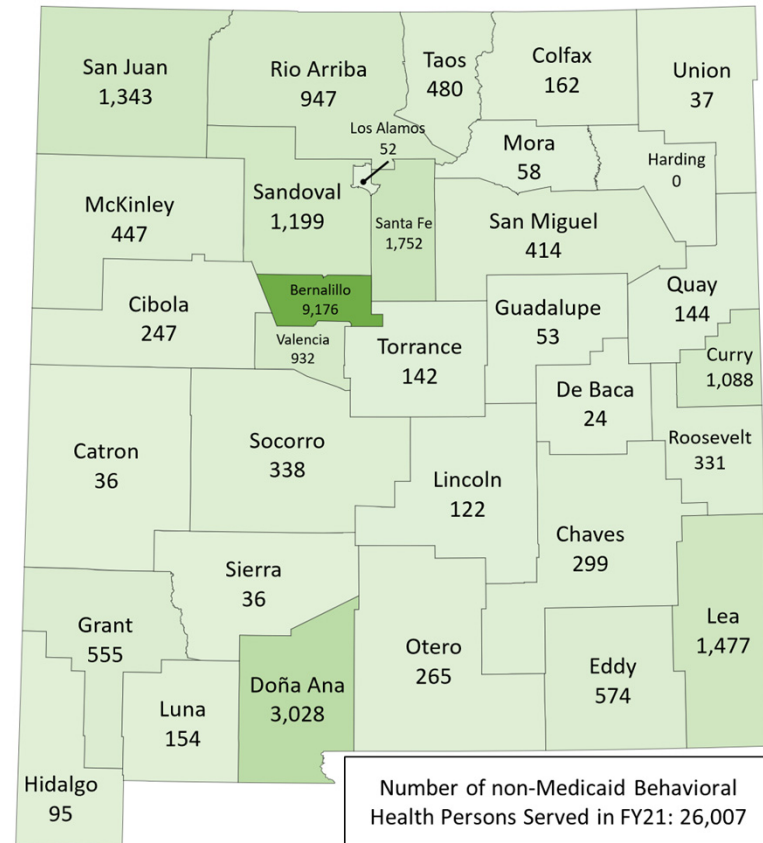 San Juan
1,343
Rio Arriba
947
Taos
480
Colfax
162
Union
37
Los Alamos
52
Mora
58
Harding
0
McKinley
447
Sandoval
1,199
Santa Fe
1,752
San Miguel
414
Cibola
247
Bernalillo
9,176
Valencia
932
Torrance
142
Guadalupe
53
Quay
144
Curry
1,088
De Baca
24
Roosevelt
331
Catron
36
Socorro
338
Lincoln
122
Chaves
299
Sierra
36
Grant
555
Luna
154
Doña Ana
3,028
Otero
265
Eddy
574
Lea
1,477
Hidalgo
95
Number of non-Medicaid Behavioral
Health Persons Served in FY21: 26,007